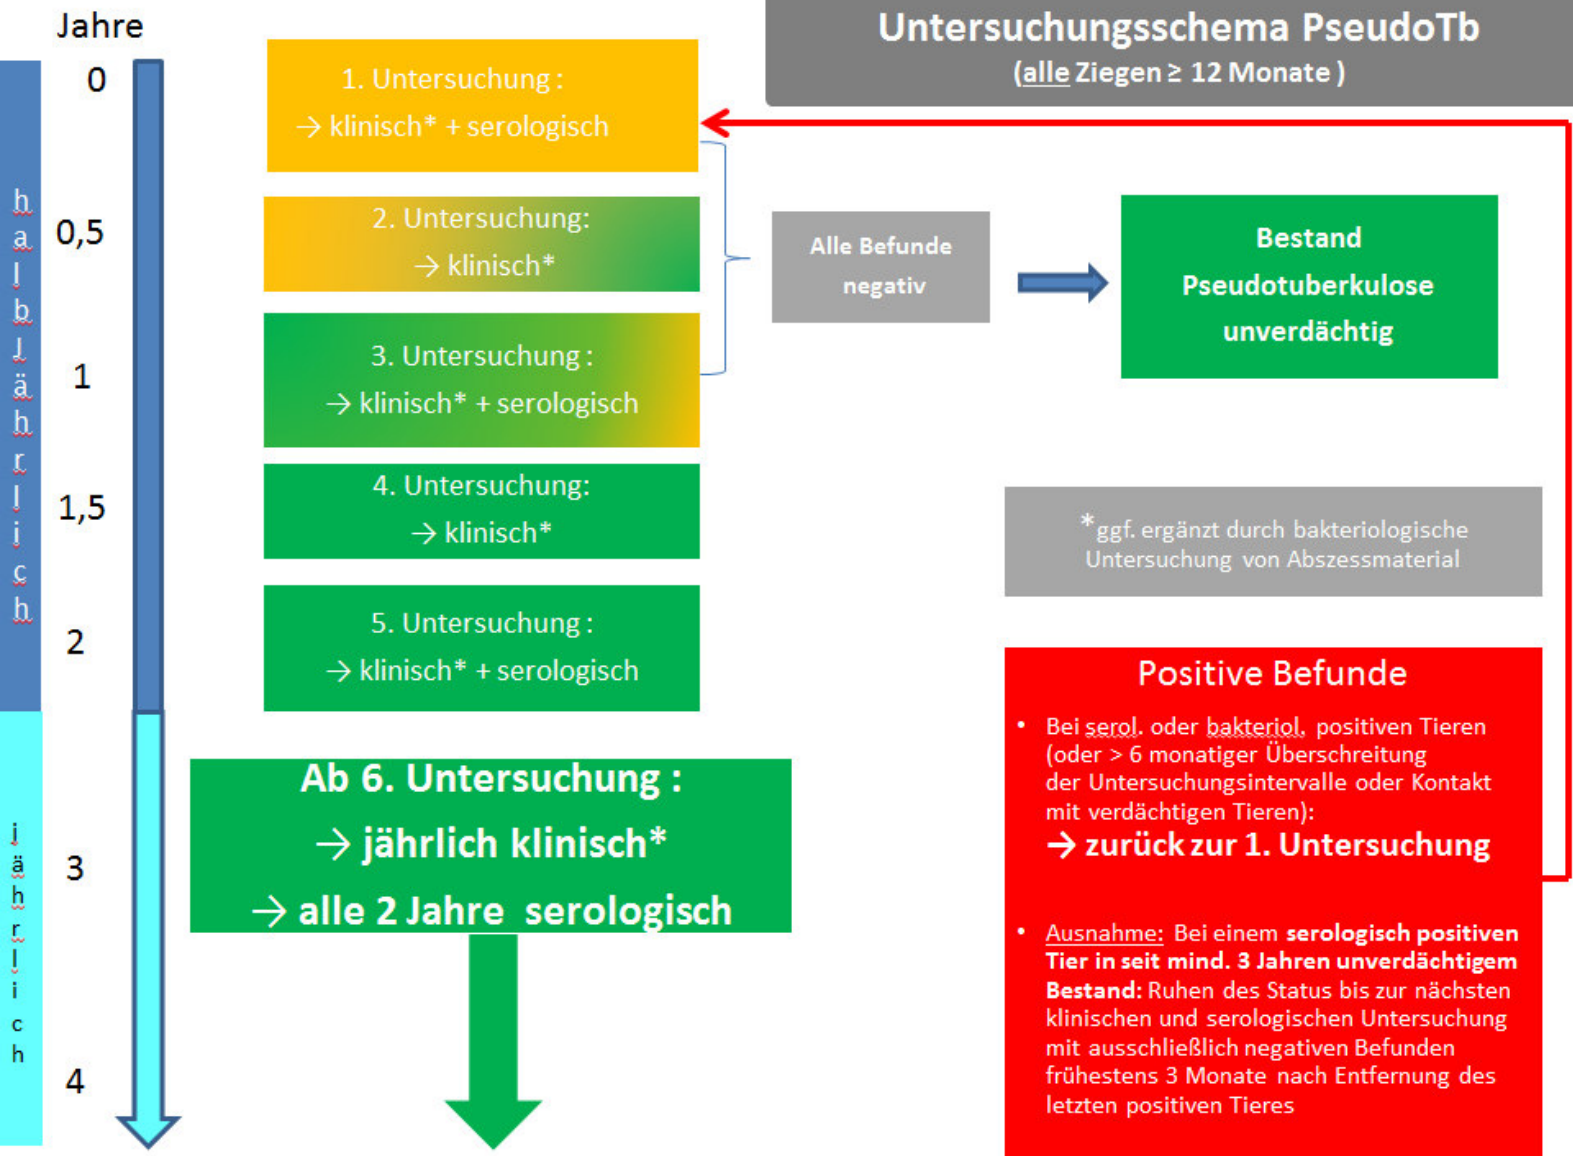 Jahre
Untersuchungsschema PseudoTb
(alle Ziegen ≥ 12 Monate )
halbjährlich
jährlich
0
0,5
1
1,5
2
3
4
1. Untersuchung :
→ klinisch* + serologisch
2. Untersuchung:
→ klinisch*
3. Untersuchung :
→ klinisch* + serologisch
4. Untersuchung:
→ klinisch*
5. Untersuchung :
→ klinisch* + serologisch
Ab 6. Untersuchung :
→ jährlich klinisch*
→ alle 2 Jahre serologisch
Alle Befunde
negativ
Bestand
Pseudotuberkulose
unverdächtig
*ggf. ergänzt durch bakteriologische
Untersuchung von Abszessmaterial
Positive Befunde
• Bei serol. oder bakteriol. positiven Tieren
(oder > 6 monatiger Überschreitung
der Untersuchungsintervalle oder Kontakt
mit verdächtigen Tieren):
→ zurück zur 1. Untersuchung
• Ausnahme: Bei einem serologisch positiven
Tier in seit mind. 3 Jahren unverdächtigem
Bestand: Ruhen des Status bis zur nächsten
klinischen und serologischen Untersuchung
mit ausschließlich negativen Befunden
frühestens 3 Monate nach Entfernung des
letzten positiven Tieres